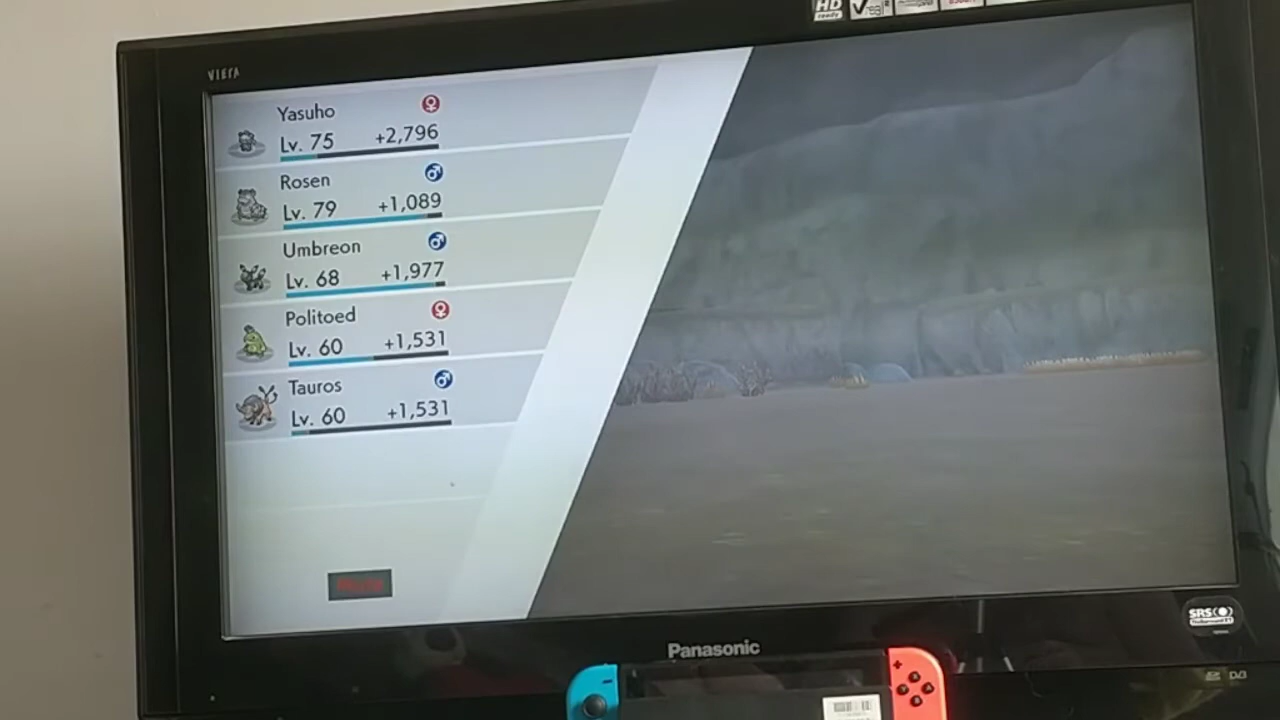 HD
ready
VIERA
Yasuho
Lv. 75 +2,796
Rosen
Lv. 79 +1,089
Umbreon
Lv. 68 +1,977
Politoed
Lv. 60 +1,531
Tauros
Lv. 60 +1,531
Mute
Panasonic
SRS